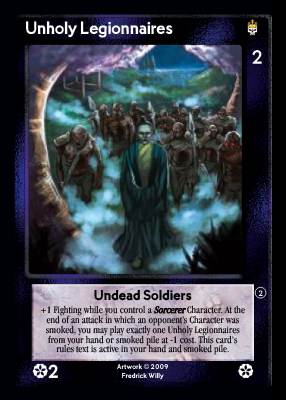 Unholy Legionnaires
2
Undead Soldiers
2
+1 Fighting while you control a Sorcerer Character. At the
end of an attack in which an opponent's Character was
smoked, you may play exactly one Unholy Legionnaires
from your hand or smoked pile at -1 cost. This card's
rules text is active in your hand and smoked pile.
2
Artwork © 2009
Fredrick Willy